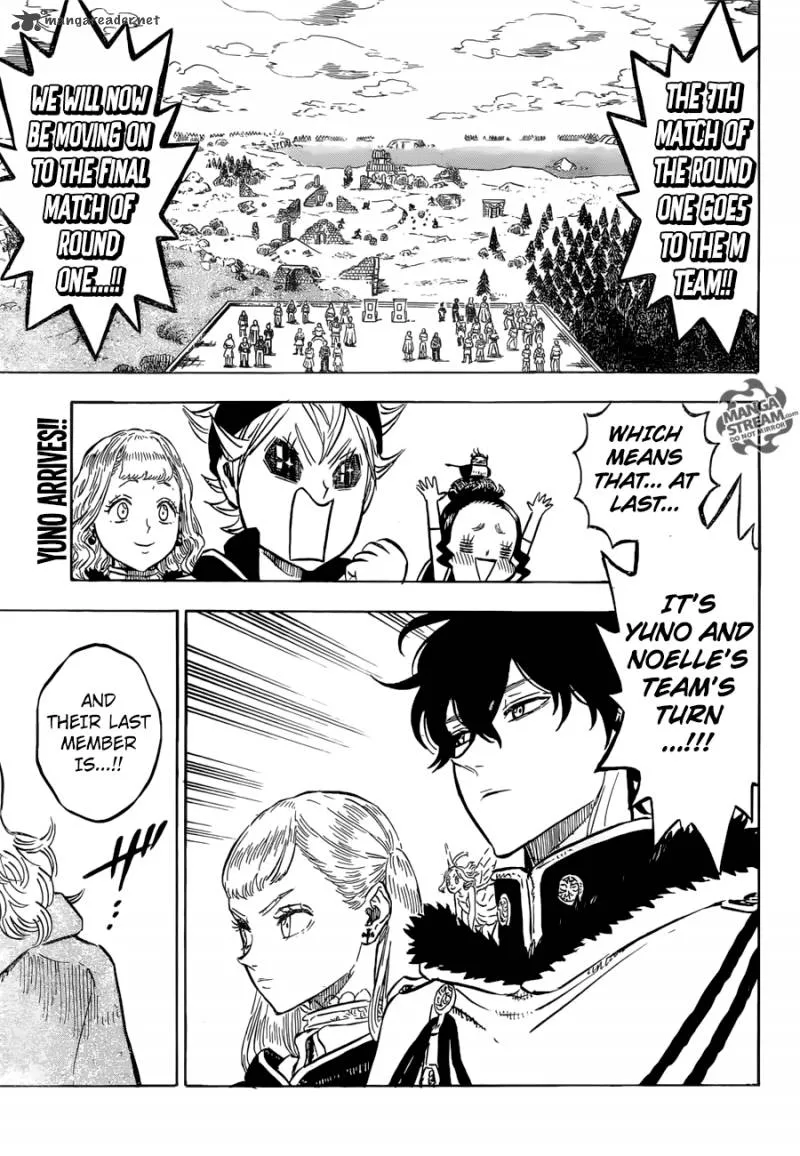 mangareader.net
THE 7TH
MATCH OF
THE ROUND
ONE GOES
TO THE M
TEAM!!
WE WILL NOW
BE MOVING ON
TO THE FINAL
MATCH OF
ROUND
ONE...!!
MANGA
STREAM.COM
DO NOT MIRROR
WHICH
MEANS
THAT... AT
LAST...
YUNO ARRIVES!!
IT'S
YUNO AND
NOELLE'S
TEAM'S
TURN
...!!!
AND
THEIR LAST
MEMBER
IS...!!